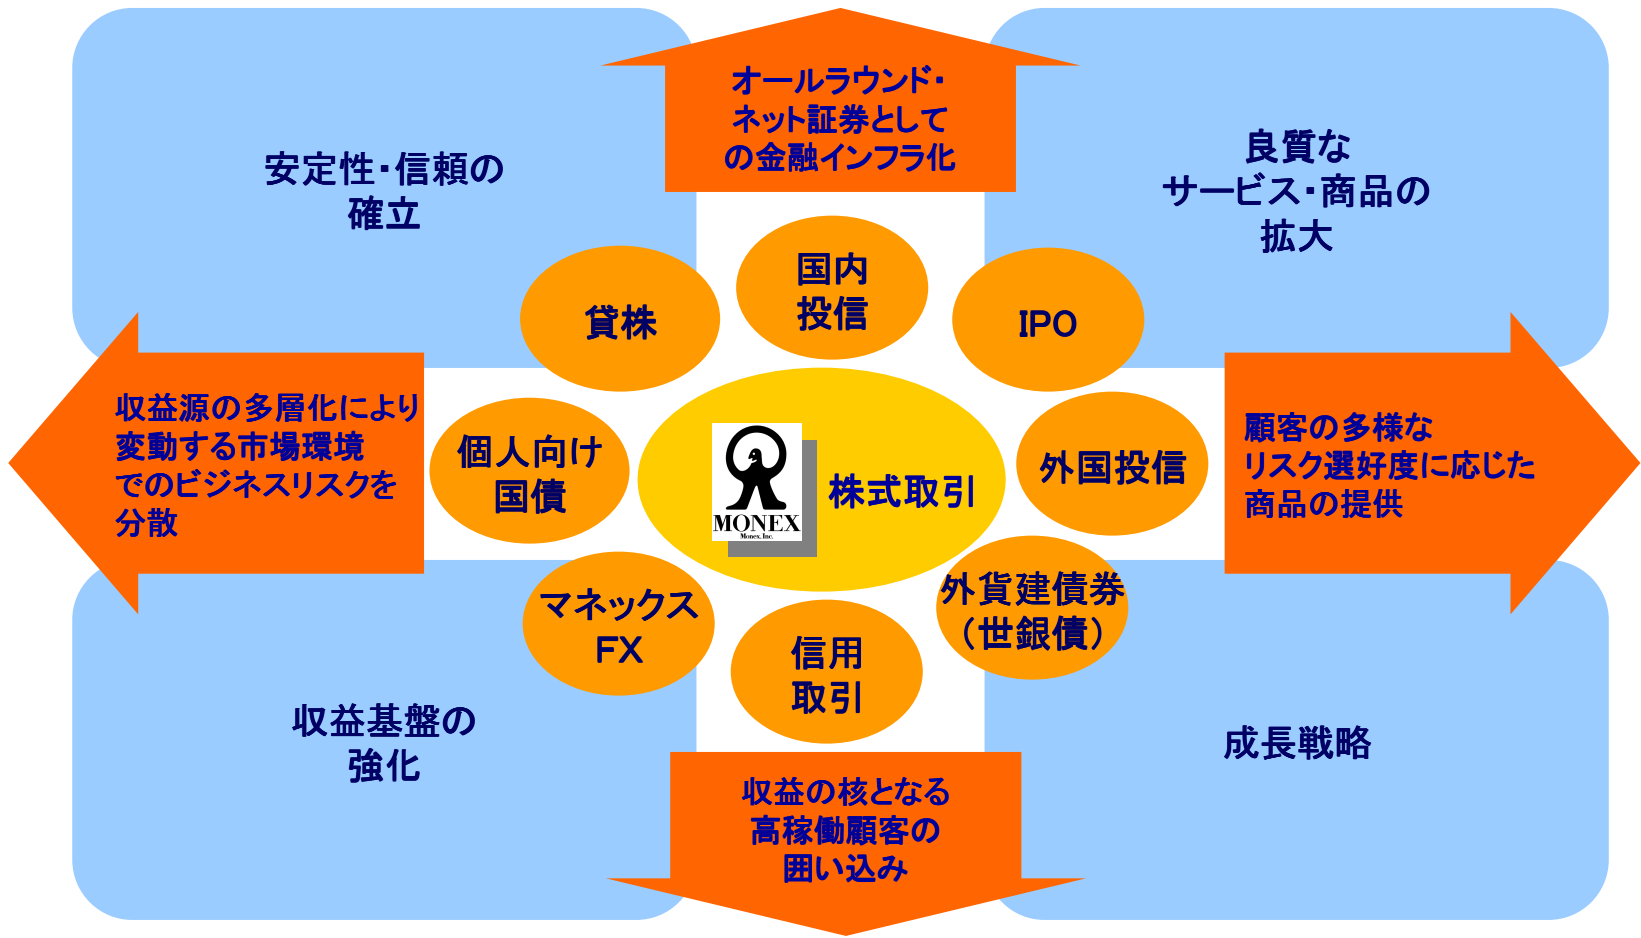 オールラウンド・
ネット証券として
の金融インフラ化
安定性・信頼の
確立
良質な
サービス・商品の
拡大
貸株
国内
投信
IPO
収益源の多層化により
変動する市場環境
でのビジネスリスクを
分散
個人向け
国債
MONEX
Monex, Inc.
株式取引
外国投信
顧客の多様な
リスク選好度に応じた
商品の提供
マネックス
FX
信用
取引
外貨建債券
（世銀債）
収益基盤の
強化
成長戦略
収益の核となる
高稼働顧客の
囲い込み